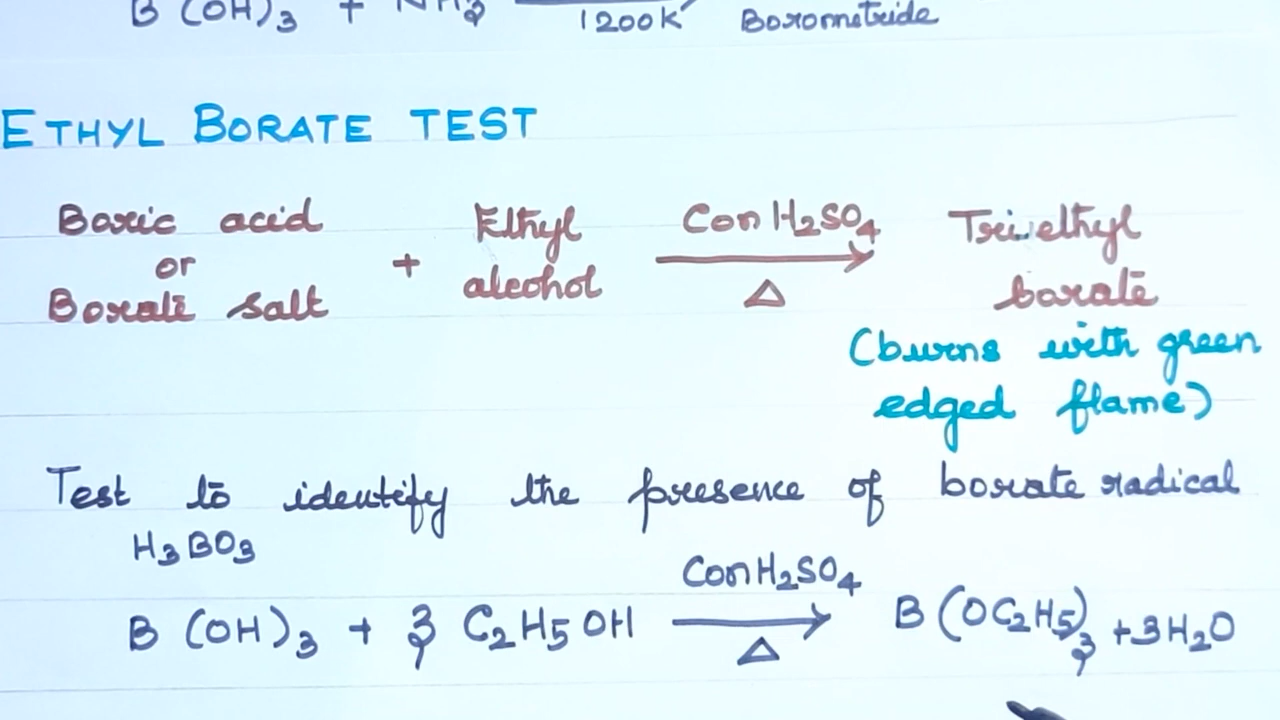 B (OH)3 + NH3 1200K Boronitride
ETHYL BORATE TEST
Boric acid or Borate salt + Ethyl alcohol Con H2SO4 → Δ Triethyl borate
(burns with green
edged flame)
Test to identify the presence of borate radical
H3BO3
B (OH)3 + 3 C2H5OH Con H2SO4 → Δ B (OC2H5)3 + 3H2O